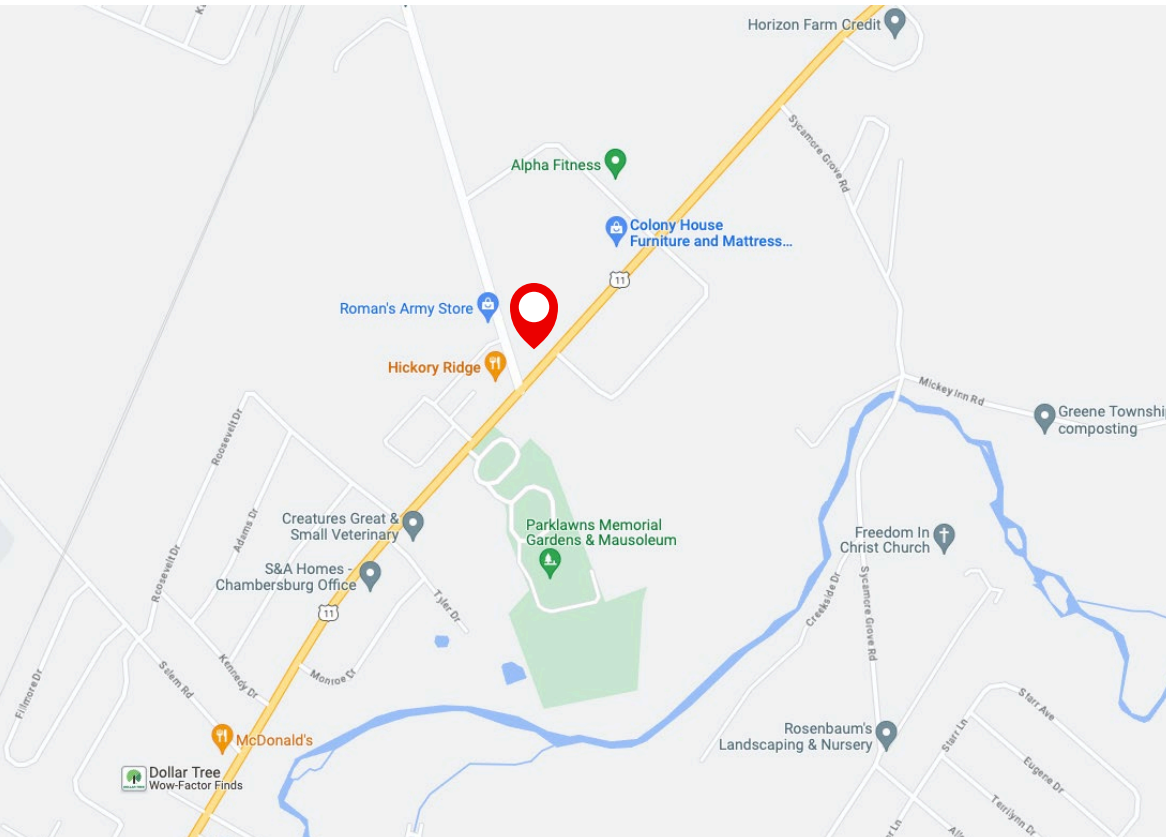 Horizon Farm Credit
Sycamore Grove Rd
Alpha Fitness
Colony House
Furniture and Mattress...
11
Roman's Army Store
Hickory Ridge
Mickey Inn Rd
Greene Townshi
composting
Roosevelt Dr
Adams Dr
Creatures Great &
Small Veterinary
Parklawns Memorial
Gardens & Mausoleum
Freedom In
Christ Church
S&A Homes -
Chambersburg Office
Roosevelt Dr
11
Tyler Dr
Creekside Dr
Sycamore Grove Rd
Kennedy Dr
Monroe Dr
Salem Rd
Fillmore Dr
Starr Ave
Starr Ln
Rosenbaum's
Landscaping & Nursery
McDonald's
Eugene Dr
Dollar Tree
Wow-Factor Finds
Terrilynn Dr